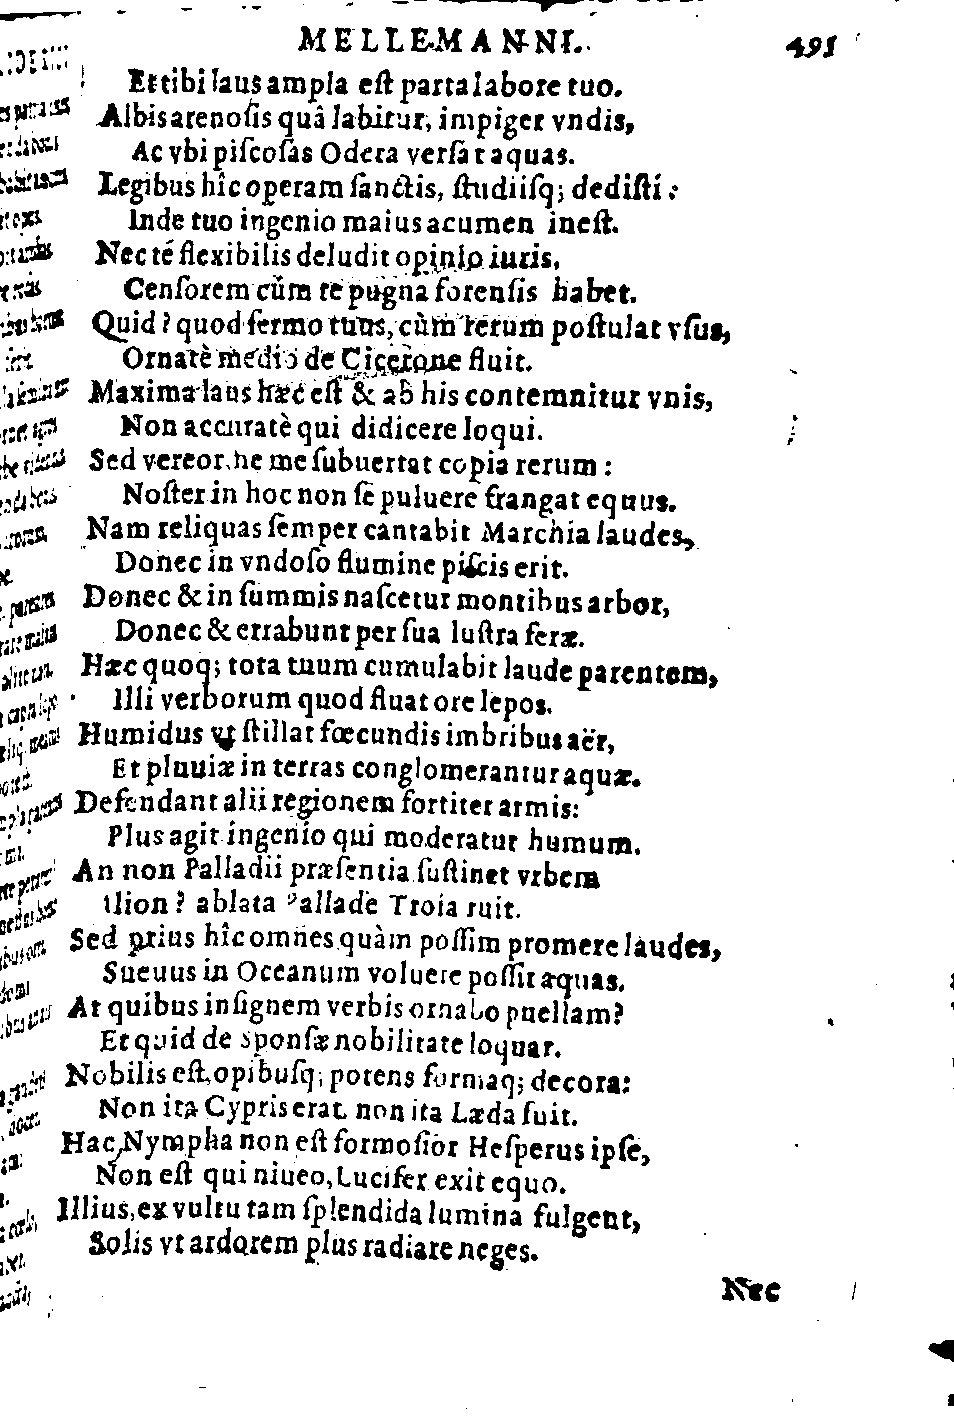 MELLEMANNI. 491
Et tibi laus ampla est parta labore tuo.
Albis arenosis quâ labitur, impiger vndis,
Ac vbi piſcoſas Odera verſat aquas.
Legibus hîc operam ſanctis, ſtudiiſq; dediſti:
Inde tuo ingenio maius acumen ineſt.
Nec té flexibilis deludit opinio iuris,
Cenſorem cùm te pugna forenſis habet.
Quid? quod ſermo tuus, cùm rerum poſtulat vſus,
Ornatè medio de Cicerone fluit.
Maxima laus hæc eſt & ab his contemnitur vnis,
Non accuratè qui didicere loqui.
Sed vereor, ne me ſubuertat copia rerum:
Noſter in hoc non ſe puluere frangat equus.
Nam reliquas ſemper cantabit Marchia laudes,
Donec in vndoſo flumine piſcis erit.
Donec & in ſummis naſcetur montibus arbor,
Donec & errabunt per ſua luſtra feræ.
Hæc quoq; tota tuum cumulabit laude parentem,
Illi verborum quod fluat ore lepos.
Humidus vt ſtillat fœcundis imbribus aër,
Et pluuiæ in terras conglomerantur aquæ.
Defendant alii regionem fortiter armis:
Plus agit ingenio qui moderatur humum.
An non Palladii præſentia ſuſtinet vrbem
Ilion? ablata Pallade Troia ruit.
Sed prius hîc omnes quàm poſſim promere laudes,
Sueuus in Oceanum voluere poſſit aquas.
At quibus inſignem verbis ornabo puellam?
Et quid de sponſæ nobilitate loquar.
Nobilis eſt, opibuſq; potens formaq; decora:
Non ita Cypris erat, non ita Læda fuit.
Hac Nympha non eſt formoſior Heſperus ipſe,
Non eſt qui niueo, Lucifer exit equo.
Illius, ex vultu tam ſplendida lumina fulgent,
Solis vt ardorem plus radiare neges.
Nec